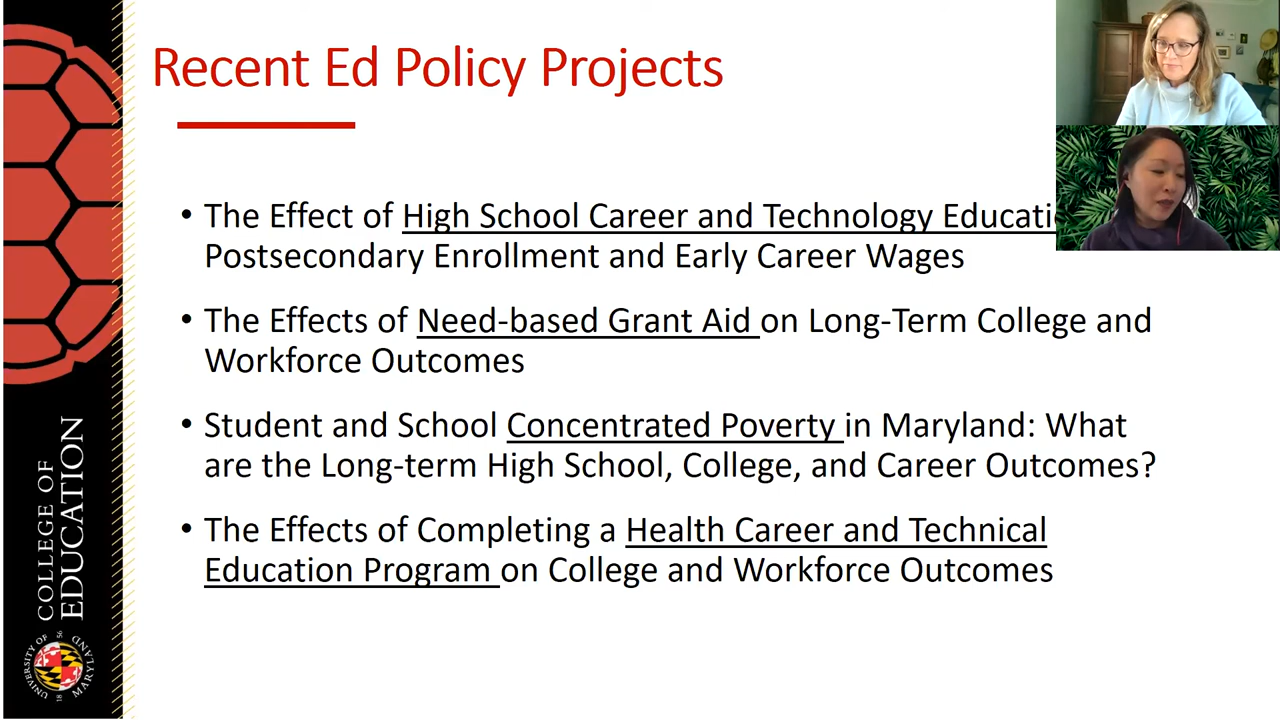 Recent Ed Policy Projects
• The Effect of High School Career and Technology
Postsecondary Enrollment and Early Career Wages
• The Effects of Need-based Grant Aid on Long-Term College and
Workforce Outcomes
• Student and School Concentrated Poverty in Maryland: What
are the Long-term High School, College, and Career Outcomes?
• The Effects of Completing a Health Career and Technical
Education Program on College and Workforce Outcomes
COLLEGE OF
EDUCATION
UNIVERSITY OF
MARYLAND
18 56